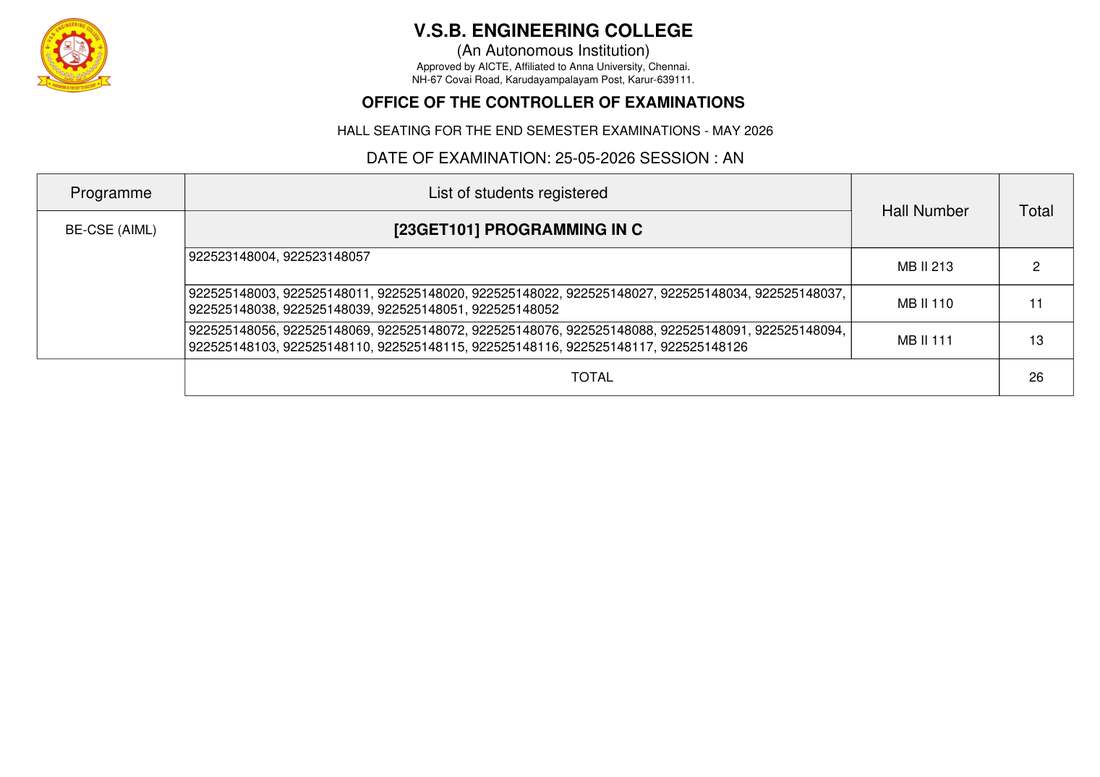 V.S.B. ENGINEERING COLLEGE
(An Autonomous Institution)
Approved by AICTE, Affiliated to Anna University, Chennai.
NH-67 Covai Road, Karudayampalayam Post, Karur-639111.
OFFICE OF THE CONTROLLER OF EXAMINATIONS
HALL SEATING FOR THE END SEMESTER EXAMINATIONS - MAY 2026
DATE OF EXAMINATION: 25-05-2026 SESSION : AN
Programme
List of students registered
Hall Number
Total
BE-CSE (AIML)
[23GET101] PROGRAMMING IN C
922523148004, 922523148057
MB II 213
2
922525148003, 922525148011, 922525148020, 922525148022, 922525148027, 922525148034, 922525148037,
922525148038, 922525148039, 922525148051, 922525148052
MB II 110
11
922525148056, 922525148069, 922525148072, 922525148076, 922525148088, 922525148091, 922525148094,
922525148103, 922525148110, 922525148115, 922525148116, 922525148117, 922525148126
MB II 111
13
TOTAL
26